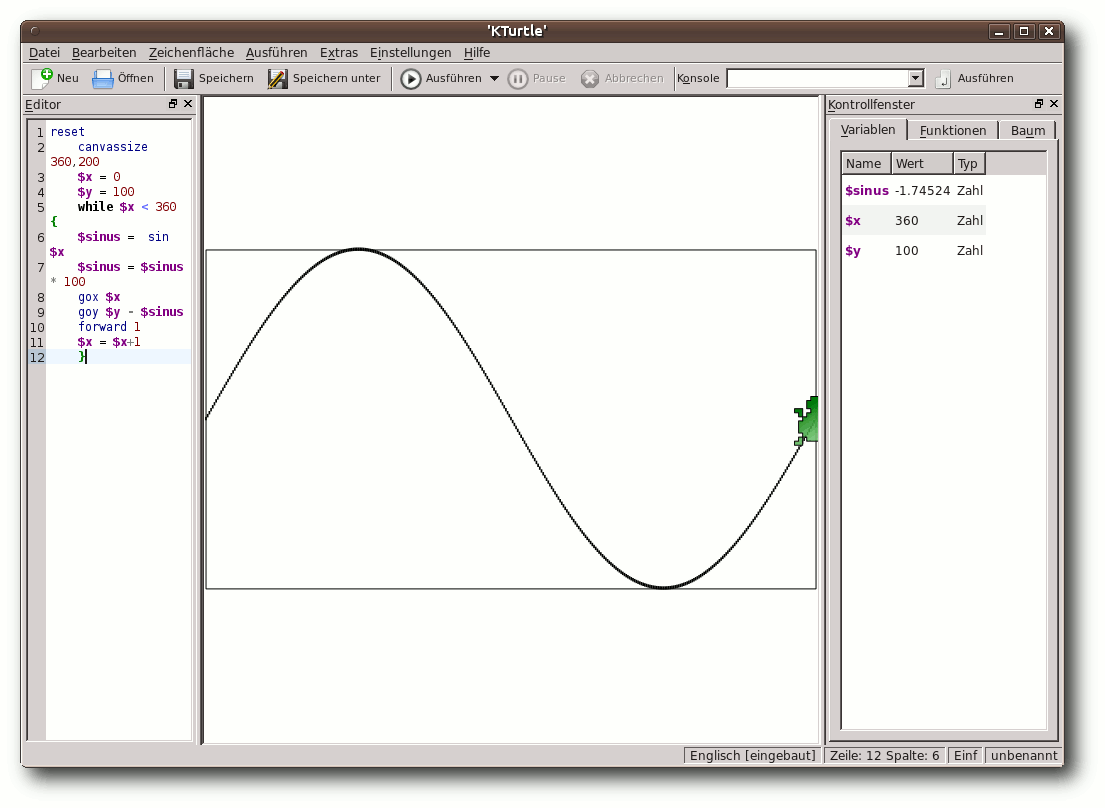 'KTurtle'
Datei Bearbeiten Zeichenfläche Ausführen Extras Einstellungen Hilfe
Neu Öffnen Speichern Speichern unter Ausführen Pause Abbrechen Konsole Ausführen
Editor
1 reset
2 canvassize
360,200
3 $x = 0
4 $y = 100
5 while $x < 360
{
6 $sinus =  sin
$x
7 $sinus = $sinus
* 100
8 gox $x
9 goy $y - $sinus
10 forward 1
11 $x = $x+1
12 }
Kontrollfenster
Variablen Funktionen Baum
Name Wert Typ
$sinus -1.74524 Zahl
$x 360 Zahl
$y 100 Zahl
Englisch [eingebaut] Zeile: 12 Spalte: 6 Einf unbenannt